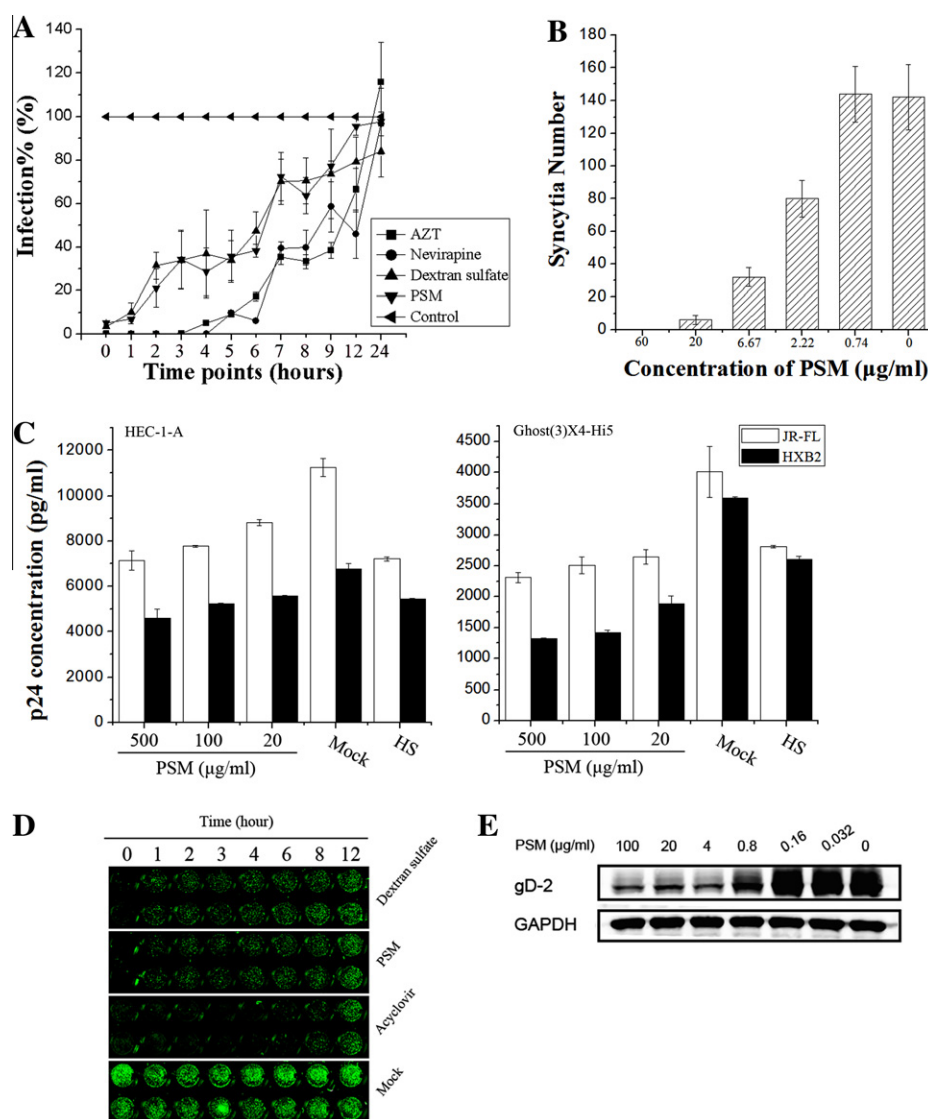 A
Infection% (%)
140
120
100
80
60
40
20
0
0 1 2 3 4 5 6 7 8 9 12 24
Time points (hours)
AZT
Nevirapine
Dextran sulfate
PSM
Control
B
Syncytia Number
180
160
140
120
100
80
60
40
20
0
60 20 6.67 2.22 0.74 0
Concentration of PSM (μg/ml)
C
HEC-1-A
p24 concentration (pg/ml)
12000
10000
8000
6000
4000
2000
0
500 100 20 Mock HS
PSM (μg/ml)
Ghost(3)X4-Hi5
JR-FL
HXB2
4500
4000
3500
3000
2500
2000
1500
1000
500
0
500 100 20 Mock HS
PSM (μg/ml)
D
Time (hour)
0 1 2 3 4 6 8 12
Dextran sulfate
PSM
Acyclovir
Mock
E
PSM (μg/ml) 100 20 4 0.8 0.16 0.032 0
gD-2
GAPDH